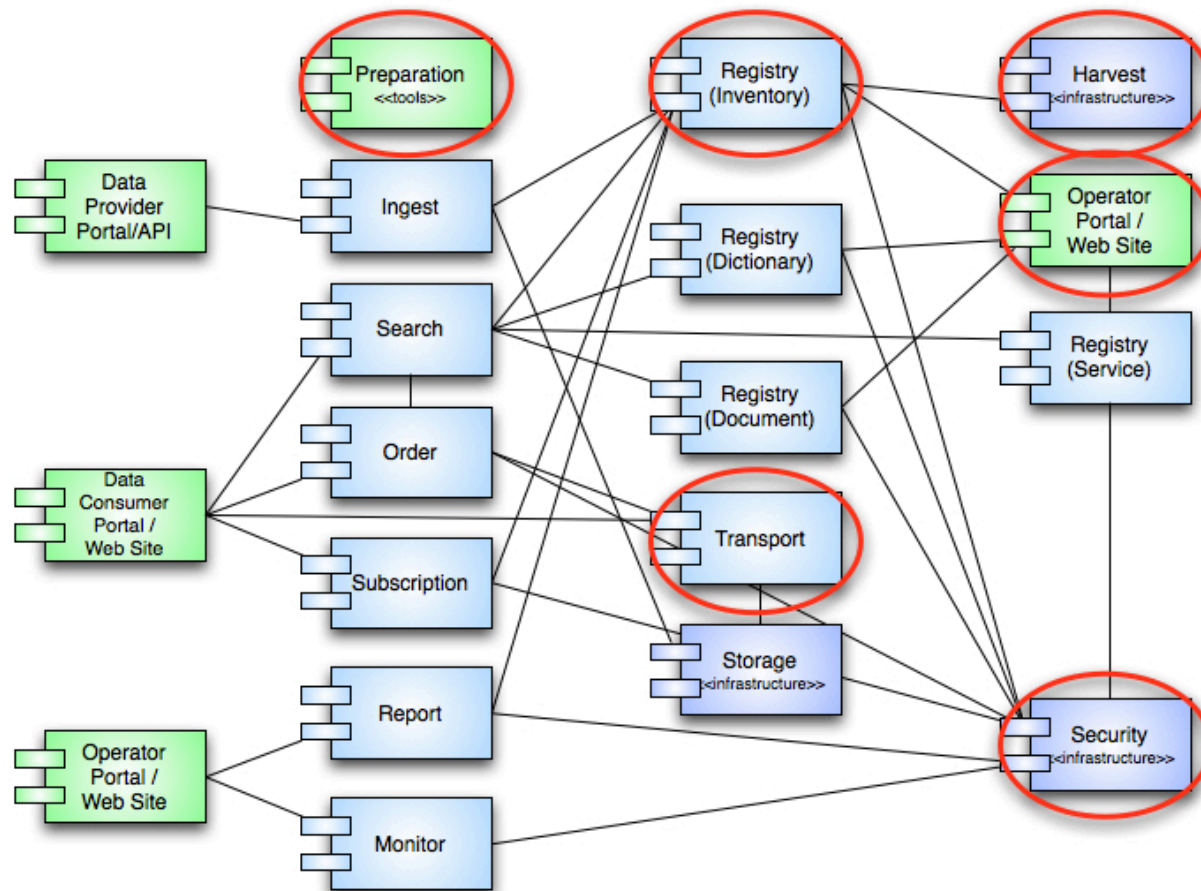 Preparation
<<tools>>
Registry
(Inventory)
Harvest
<<infrastructure>>
Data
Provider
Portal/API
Ingest
Registry
(Dictionary)
Operator
Portal /
Web Site
Search
Registry
(Service)
Order
Registry
(Document)
Data
Consumer
Portal /
Web Site
Transport
Subscription
Storage
<<infrastructure>>
Report
Security
<<infrastructure>>
Operator
Portal /
Web Site
Monitor